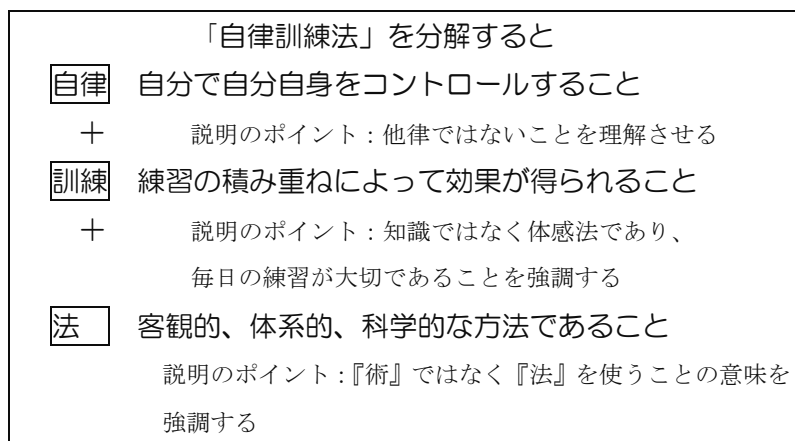 「自律訓練法」を分解すると
自律 自分で自分自身をコントロールすること
＋ 説明のポイント：他律ではないことを理解させる
訓練 練習の積み重ねによって効果が得られること
＋ 説明のポイント：知識ではなく体感法であり、
毎日の練習が大切であることを強調する
法 客観的、体系的、科学的な方法であること
説明のポイント：『術』ではなく『法』を使うことの意味を
強調する